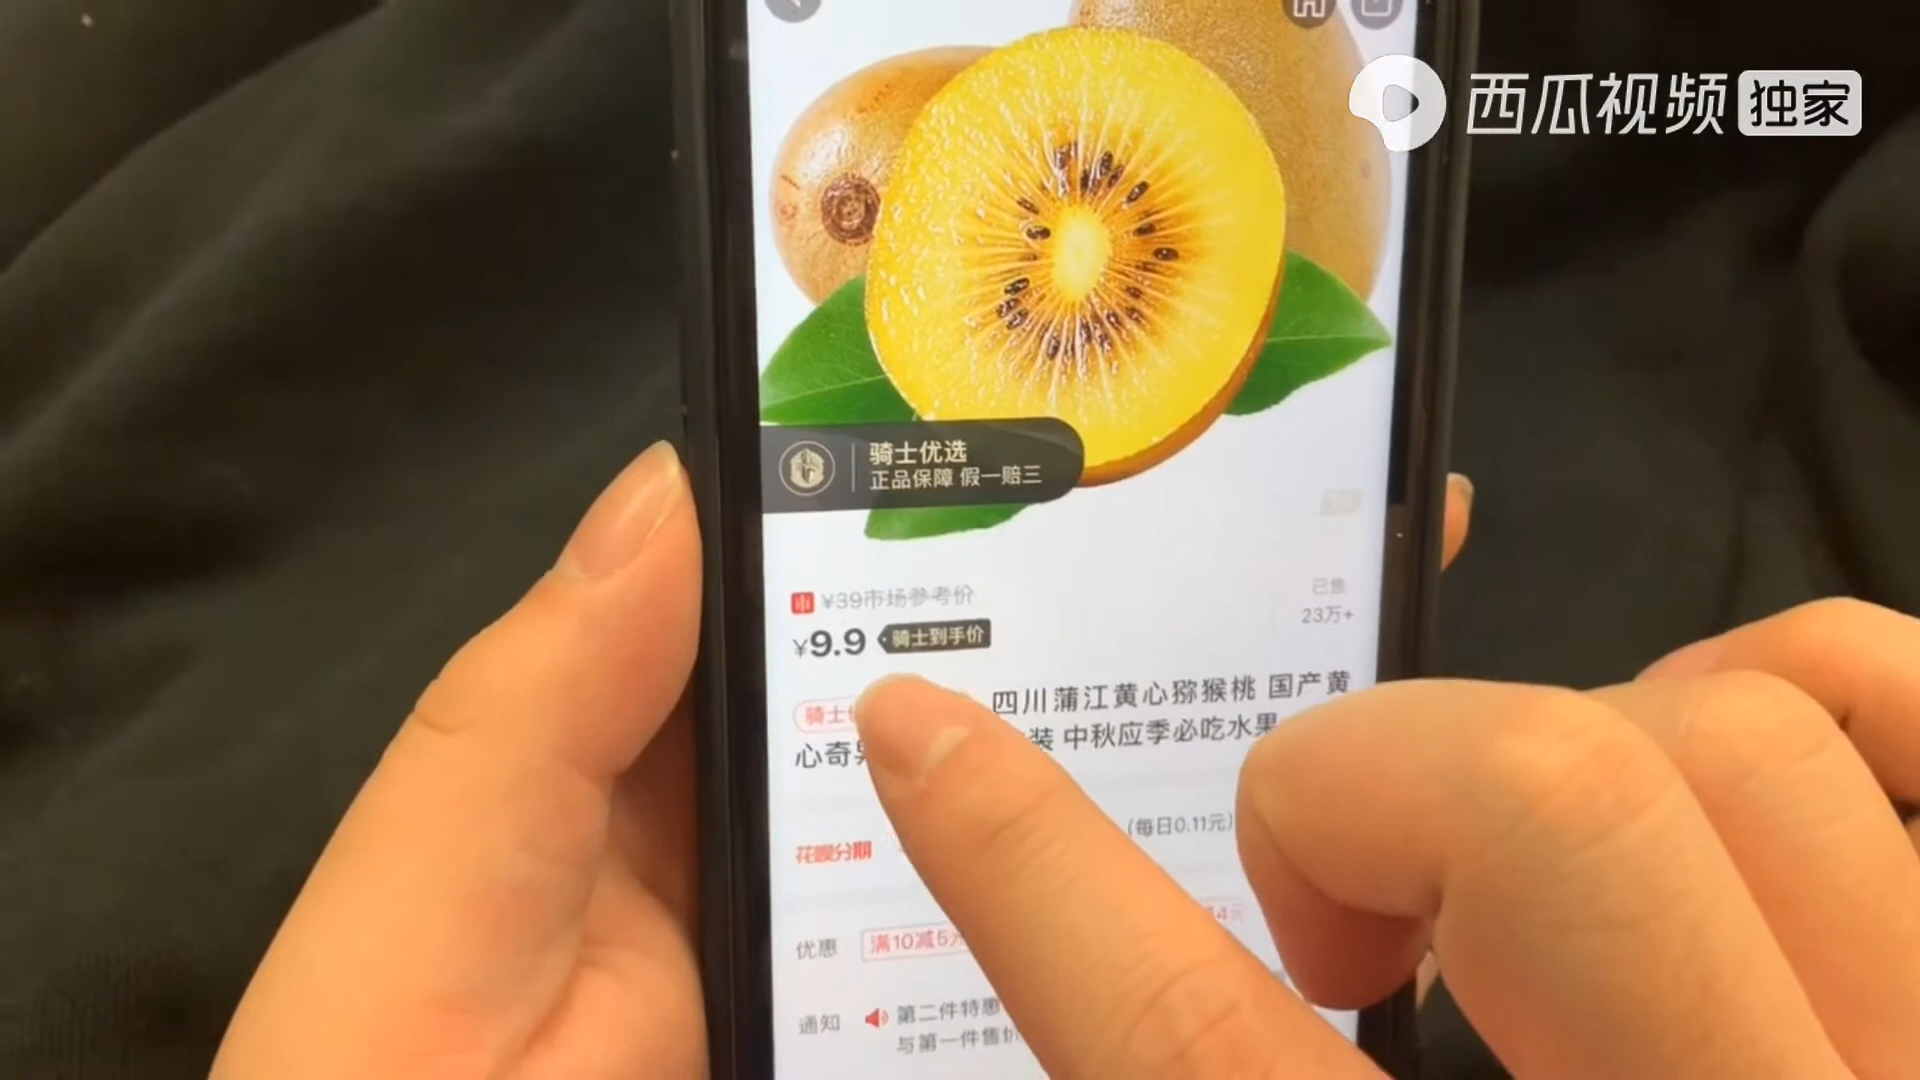 西瓜视频 独家
骑士优选
正品保障 假一赔三
¥39市场参考价
已售
¥9.9 骑士到手价
23万+
骑士 四川蒲江黄心猕猴桃 国产黄
心奇 装 中秋应季必吃水果
花呗分期 (每日0.11元)
优惠 满10减5元 4元
通知 第二件特惠
与第一件售